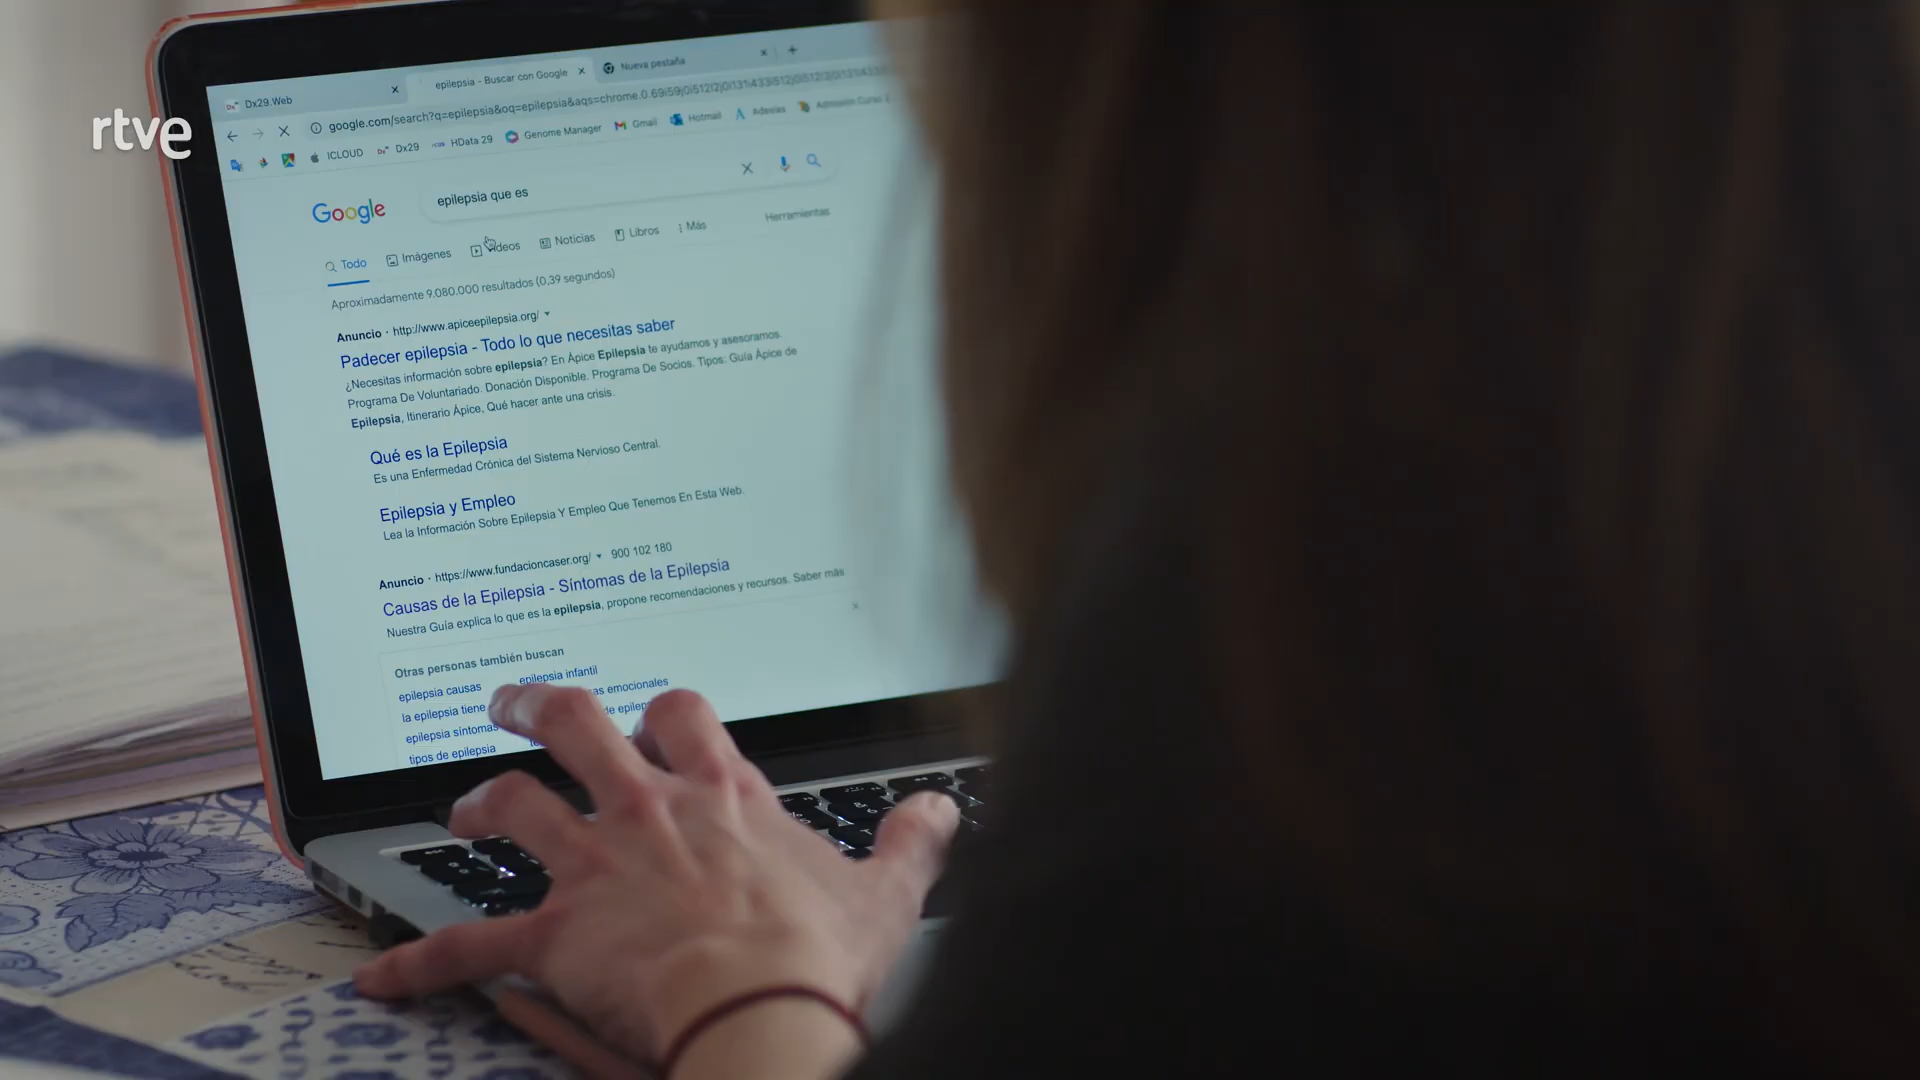 rtve
Dx29.Web
epilepsia - Buscar con Google
Nueva pestaña
google.com/search?q=epilepsia&oq=epilepsia&aqs=chrome.0.69i59j0i512l2j0i131i433i512j0i512l2j0i131i433i
ICLOUD
Dx29
HData 29
Genome Manager
Gmail
Hotmail
Adeslas
Google
epilepsia que es
Todo
Imágenes
Noticias
Libros
Más
Herramientas
Aproximadamente 9.080.000 resultados (0,39 segundos)
Anuncio · http://www.apiceepilepsia.org/
Padecer epilepsia - Todo lo que necesitas saber
¿Necesitas información sobre epilepsia? En Ápice Epilepsia te ayudamos y asesoramos.
Programa De Voluntariado. Donación Disponible. Programa De Socios. Tipos: Guía Ápice de
Epilepsia, Itinerario Ápice, Qué hacer ante una crisis.
Qué es la Epilepsia
Es una Enfermedad Crónica del Sistema Nervioso Central.
Epilepsia y Empleo
Lea la Información Sobre Epilepsia Y Empleo Que Tenemos En Esta Web.
Anuncio · https://www.fundacioncaser.org/ 900 102 180
Causas de la Epilepsia - Síntomas de la Epilepsia
Nuestra Guía explica lo que es la epilepsia, propone recomendaciones y recursos. Saber más
Otras personas también buscan
epilepsia causas
epilepsia infantil
la epilepsia tiene
emocionales
epilepsia síntomas
de
tipos de epilepsia
esc